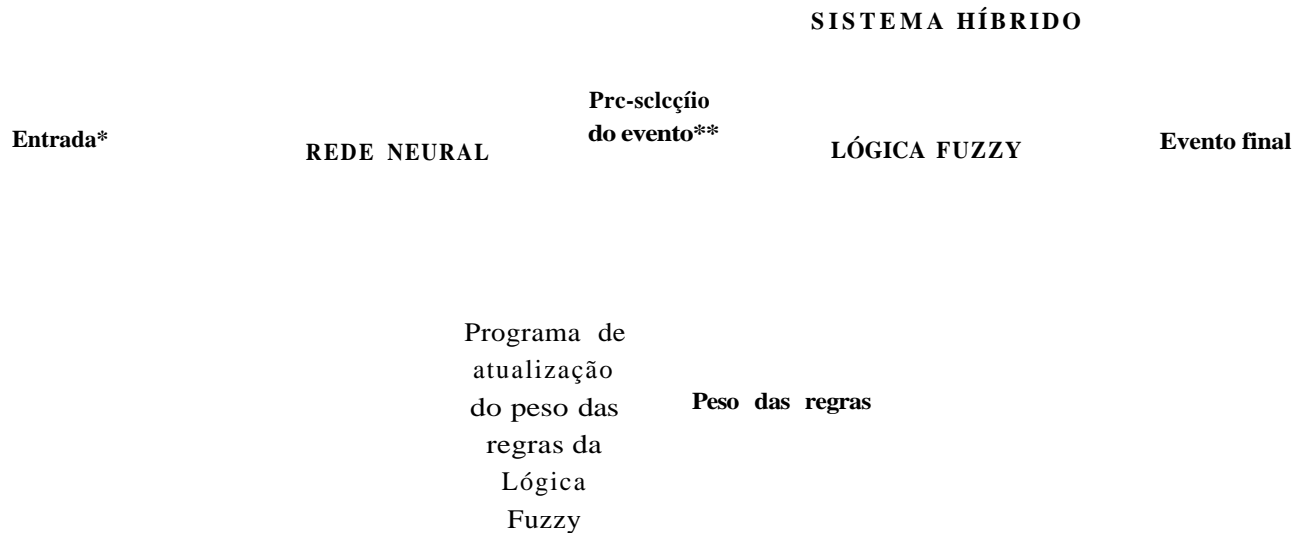 SISTEMA HÍBRIDO
Prc-sclcçíio
do evento**
Entrada*
REDE NEURAL
LÓGICA FUZZY
Evento final
Programa de
atualização
do peso das
regras da
Lógica
Fuzzy
Peso das regras